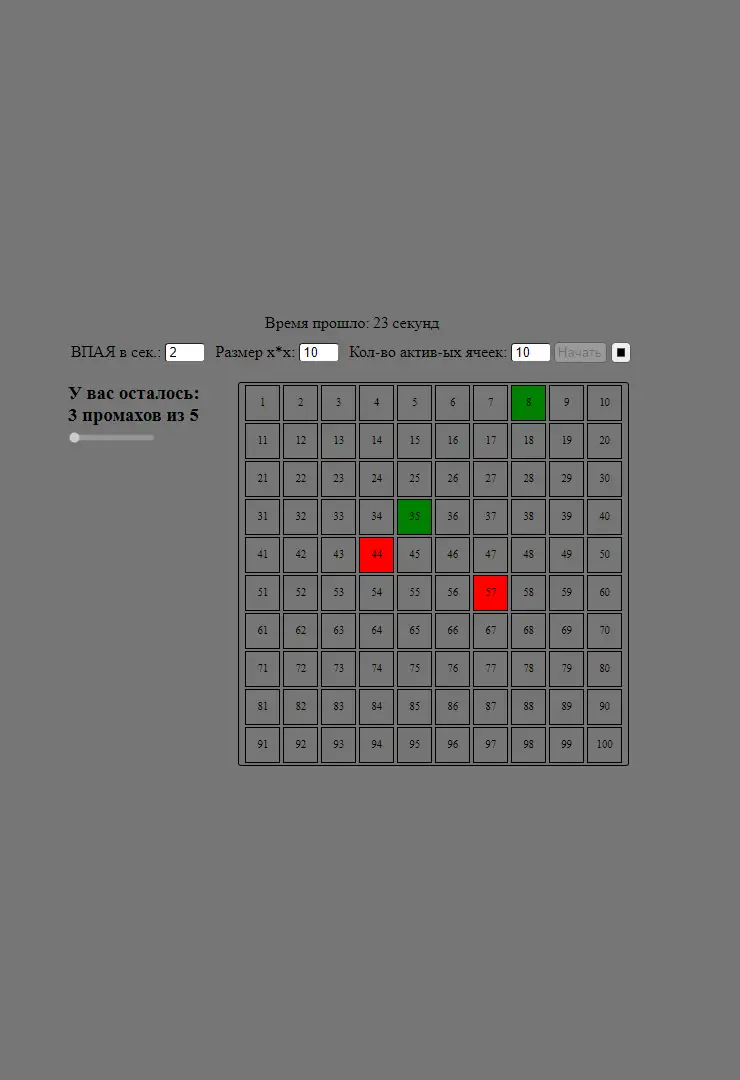 Время прошло: 23 секунд
ВПАЯ в сек.: 2 Размер x*x: 10 Кол-во актив-ых ячеек: 10 Начать
У вас осталось:
3 промахов из 5
1 2 3 4 5 6 7 8 9 10
11 12 13 14 15 16 17 18 19 20
21 22 23 24 25 26 27 28 29 30
31 32 33 34 35 36 37 38 39 40
41 42 43 44 45 46 47 48 49 50
51 52 53 54 55 56 57 58 59 60
61 62 63 64 65 66 67 68 69 70
71 72 73 74 75 76 77 78 79 80
81 82 83 84 85 86 87 88 89 90
91 92 93 94 95 96 97 98 99 100